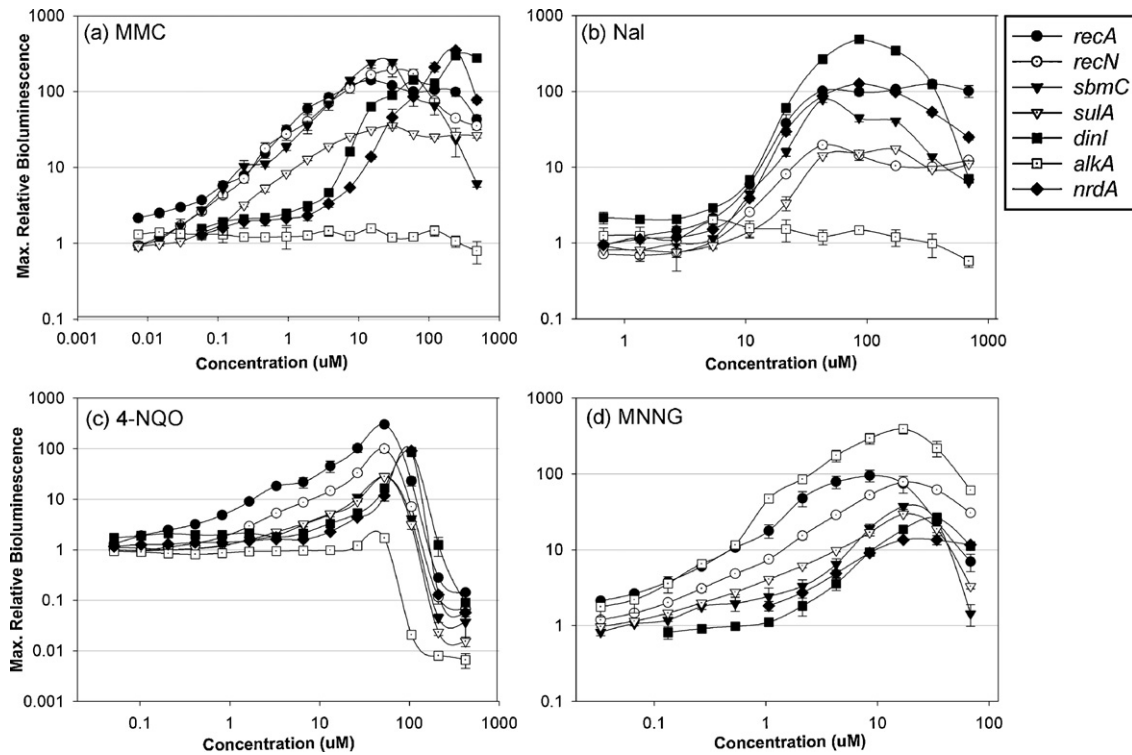 (a) MMC
Max. Relative Bioluminescence
1000
100
10
1
0.1
0.001
0.01
0.1
1
10
100
1000
Concentration (uM)
(b) Nal
1000
100
10
1
0.1
1
10
100
1000
Concentration (uM)
recA
recN
sbmC
sulA
dinI
alkA
nrdA
(c) 4-NQO
Max. Relative Bioluminescence
1000
100
10
1
0.1
0.01
0.001
0.1
1
10
100
1000
Concentration (uM)
(d) MNNG
1000
100
10
1
0.1
0.1
1
10
100
Concentration (uM)